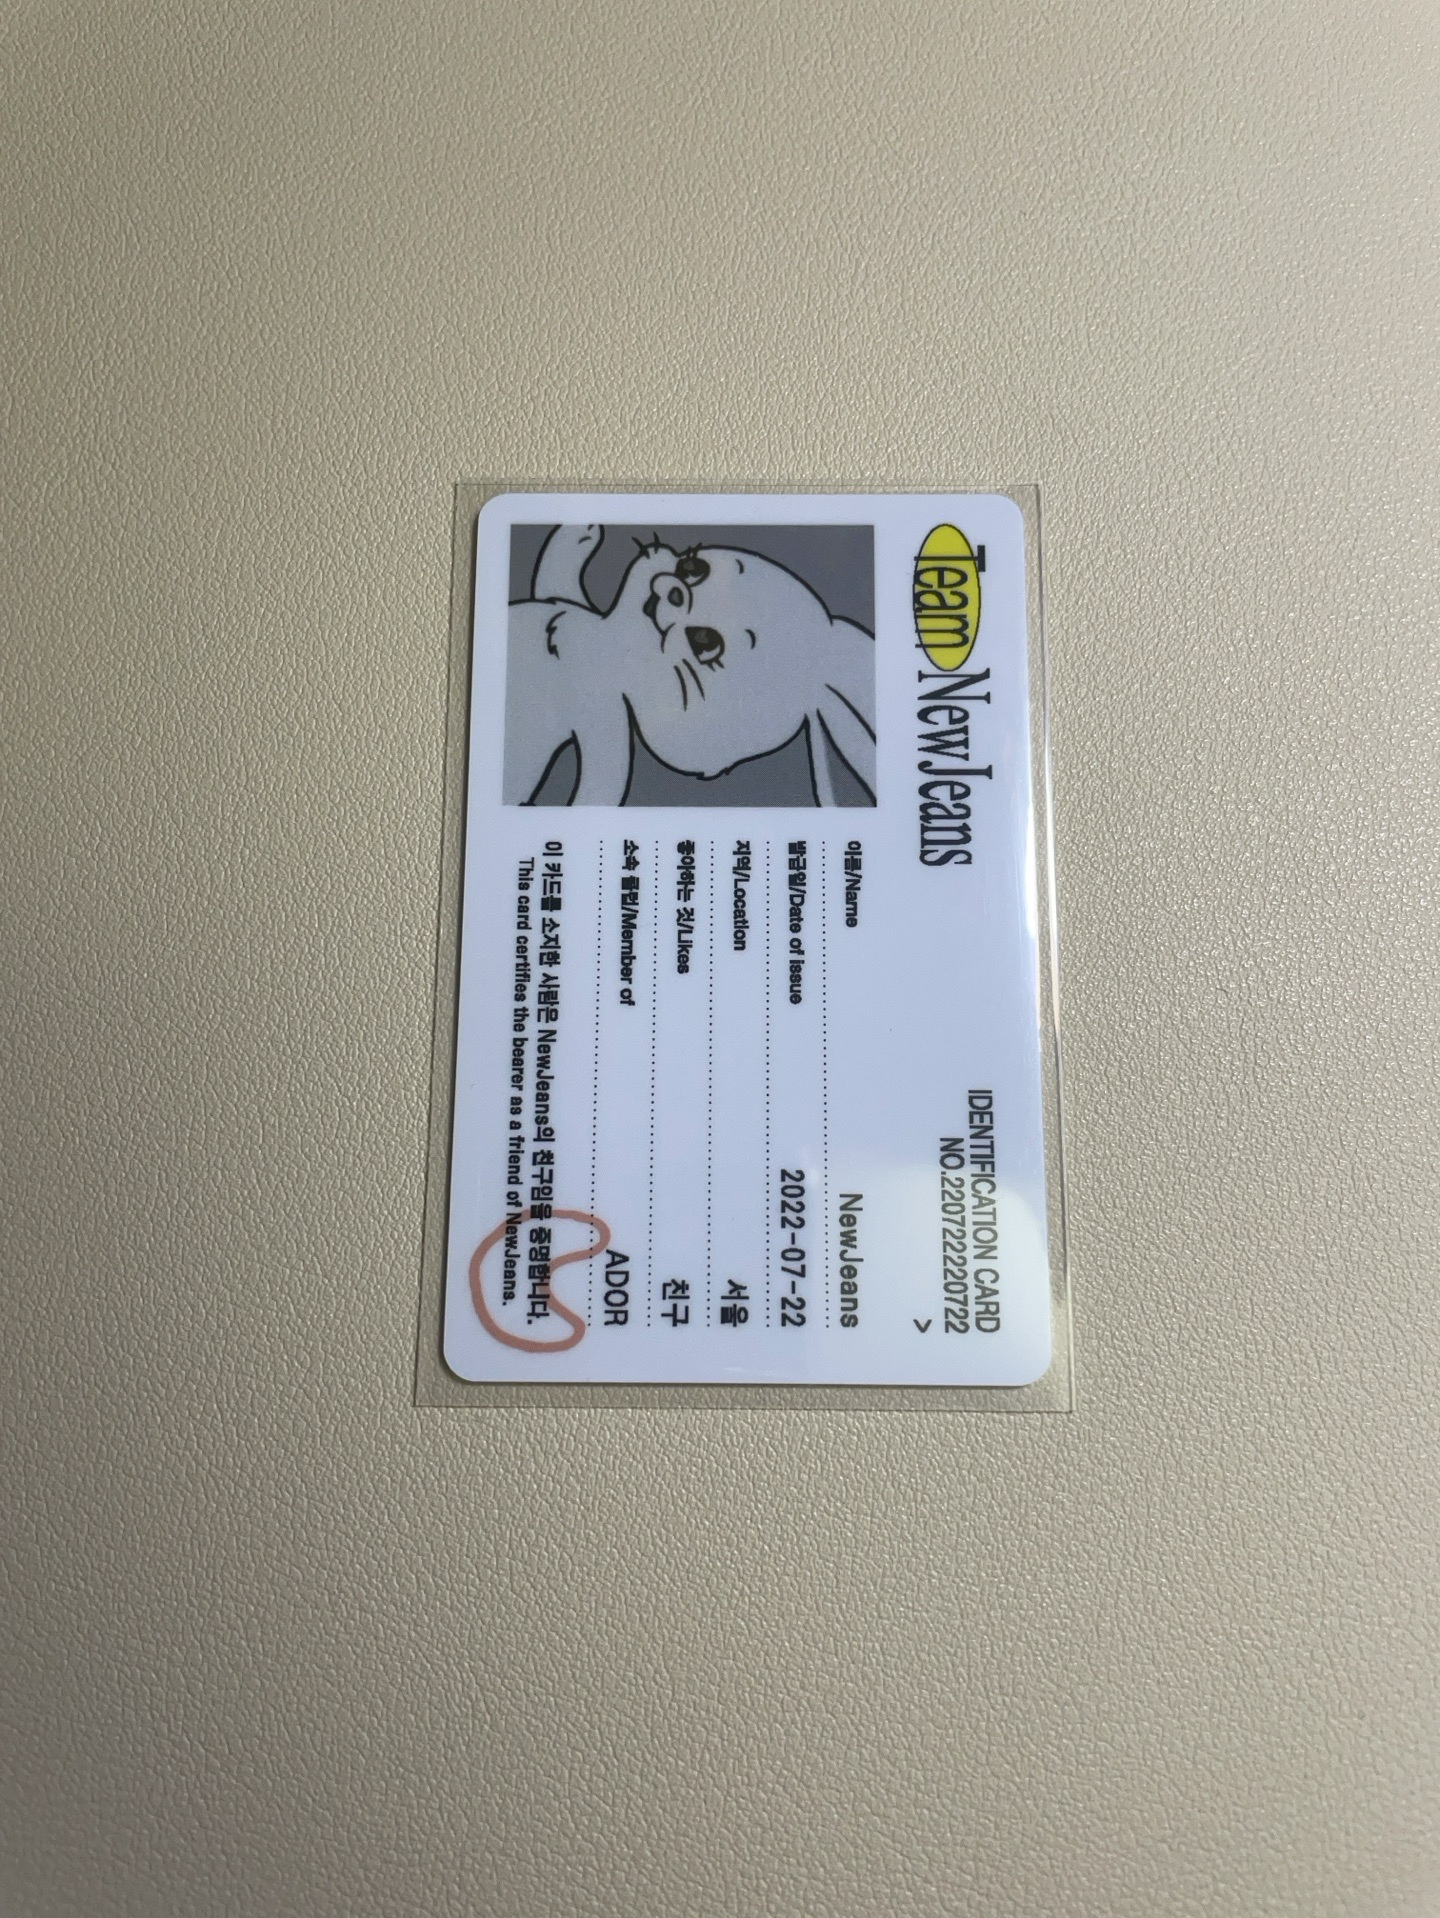 Team NewJeans
IDENTIFICATION CARD
NO.220722220722
>
이름/Name NewJeans
발급일/Date of issue 2022-07-22
지역/Location 서울
좋아하는 것/Likes 친구
소속 클럽/Member of ADOR
이 카드를 소지한 사람은 NewJeans의 친구임을 증명합니다.
This card certifies the bearer as a friend of NewJeans.